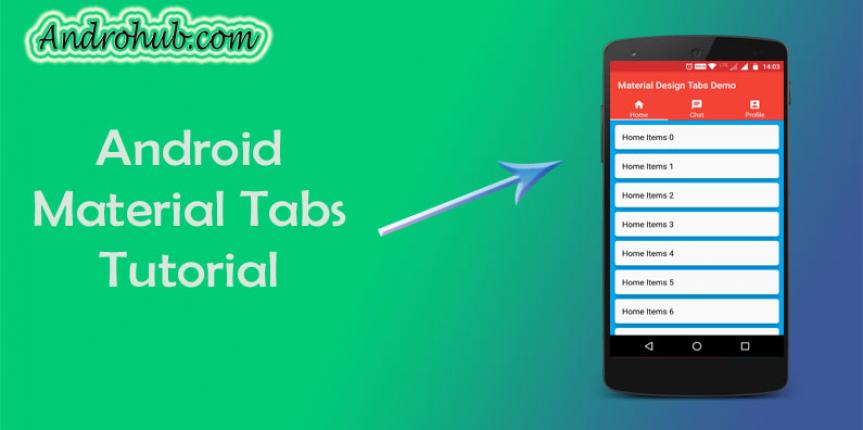 Androhub.com
Android
Material Tabs
Tutorial
14:03
Material Design Tabs Demo
Home Chat Profile
Home Items 0
Home Items 1
Home Items 2
Home Items 3
Home Items 4
Home Items 5
Home Items 6